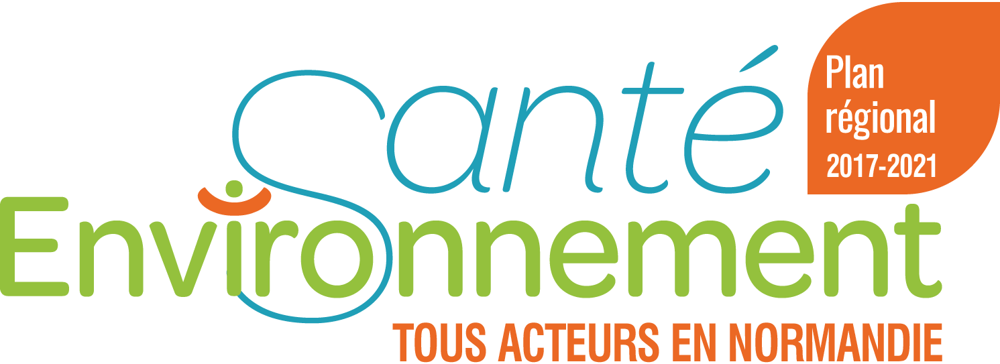 Santé
Plan
régional
2017-2021
Environnement
TOUS ACTEURS EN NORMANDIE